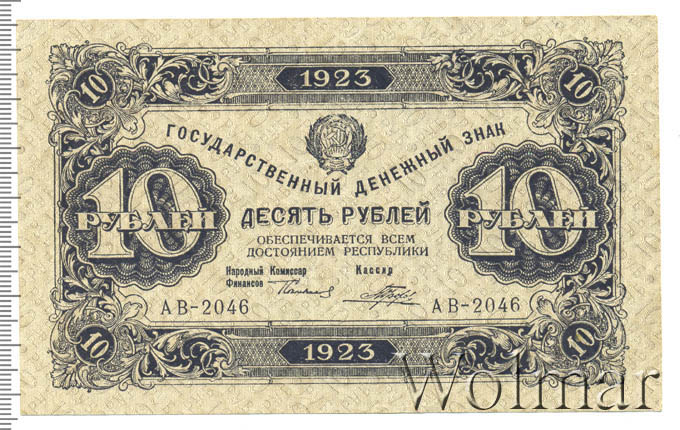 10 1923 10
ГОСУДАРСТВЕННЫЙ ДЕНЕЖНЫЙ ЗНАК
10 РУБЛЕЙ
ДЕСЯТЬ РУБЛЕЙ
10 РУБЛЕЙ
ОБЕСПЕЧИВАЕТСЯ ВСЕМ
ДОСТОЯНИЕМ РЕСПУБЛИКИ
Народный Комиссар
Финансов
Кассир
АВ-2046 АВ-2046
10 1923 10
Wolmar